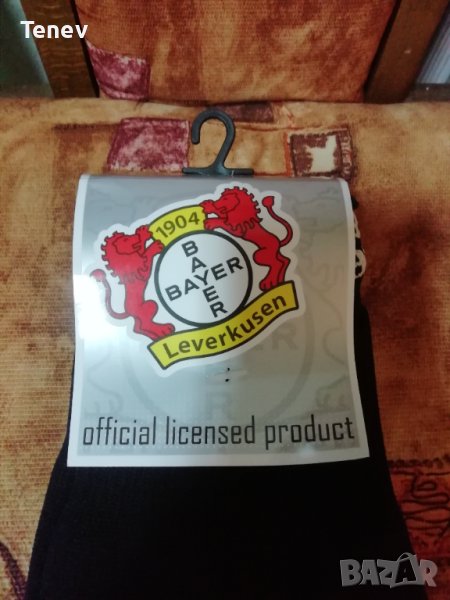 Tenev
1904
BAYER
BAYER
Leverkusen
official licensed product
BAZAR